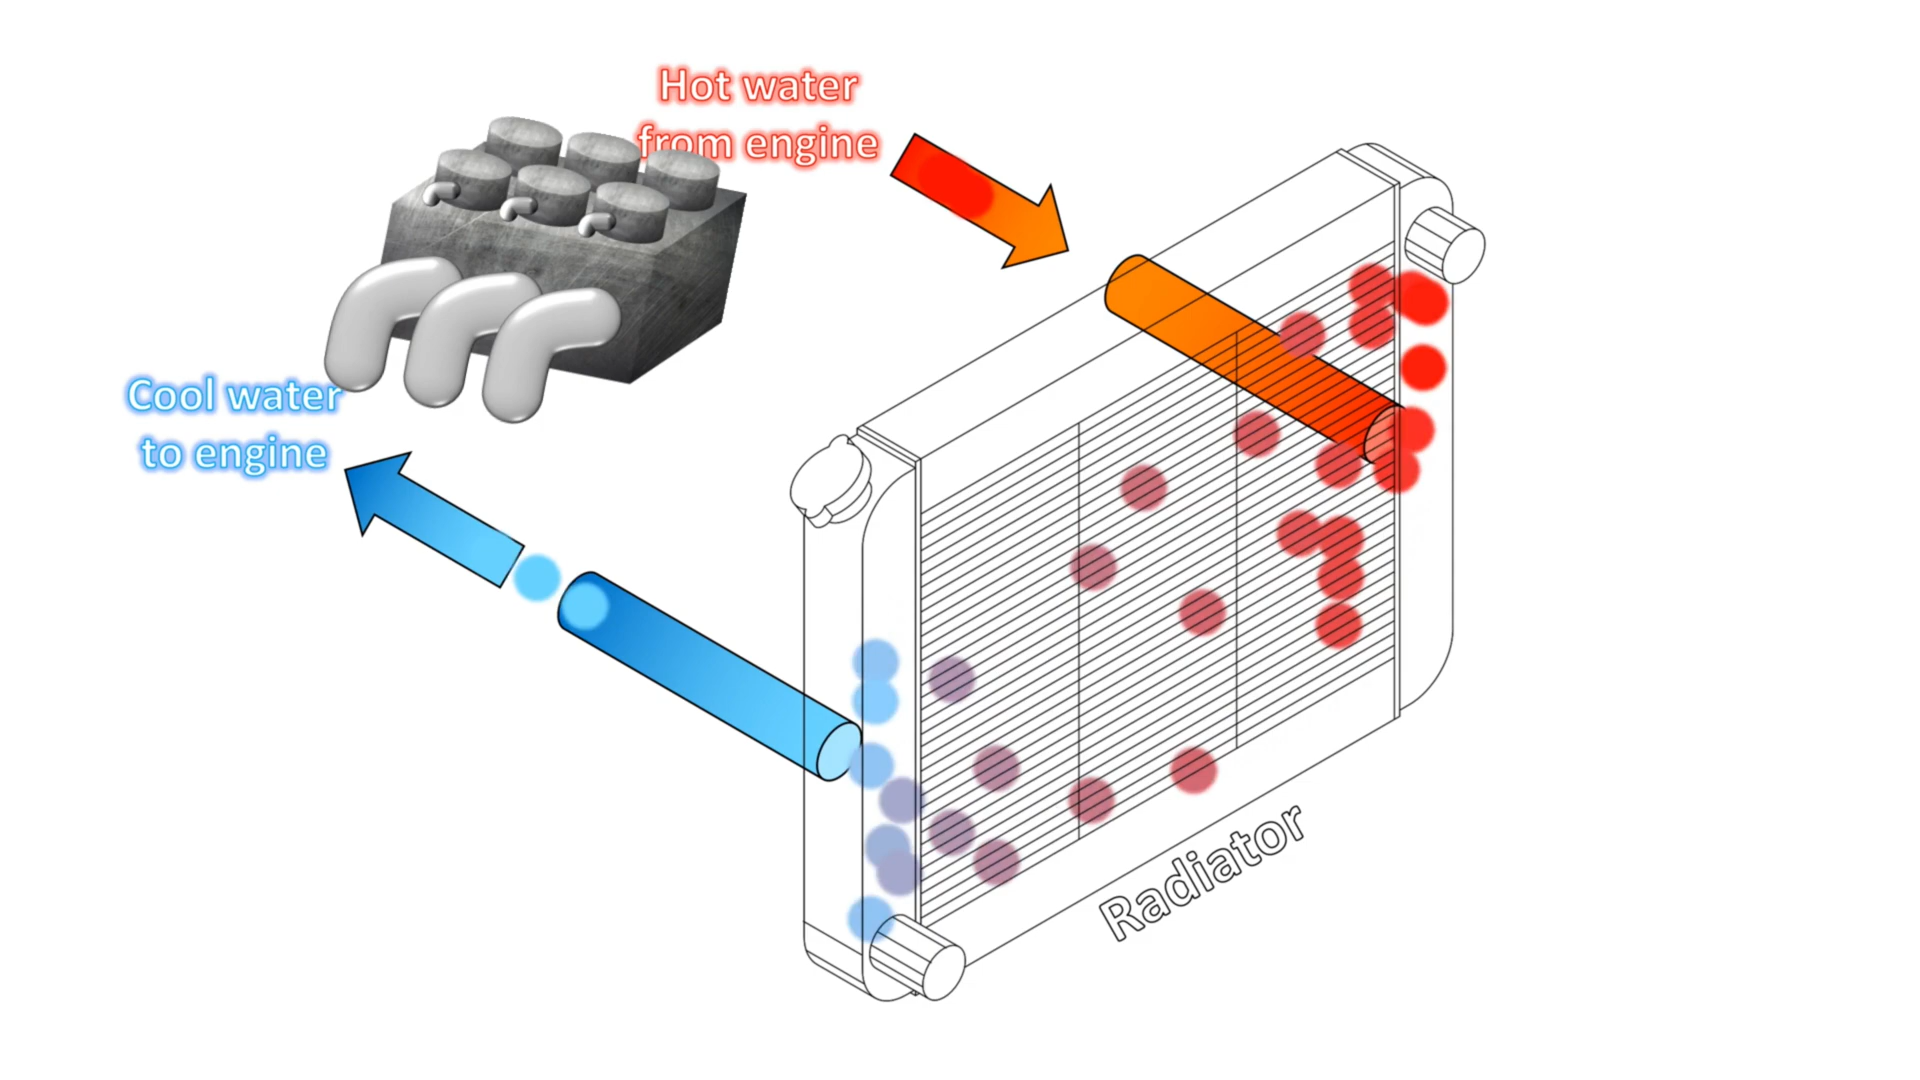 Hot water
from engine
Cool water
to engine
Radiator